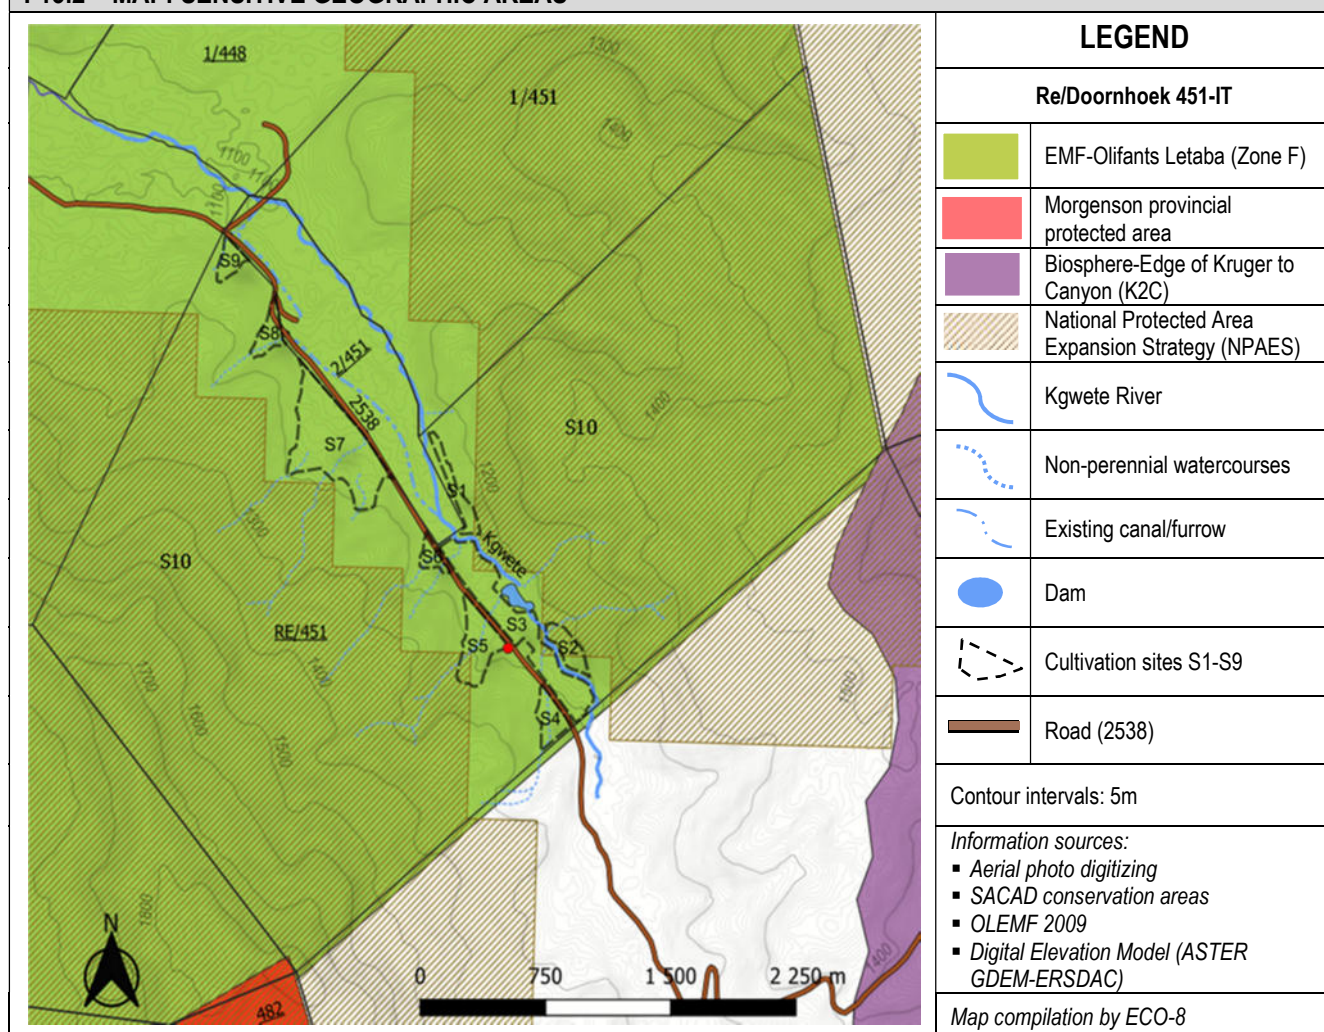 1/448
1300
1/451
1400
1100
1100
1100
S9
S8
2/451
2538
S7
1400
S10
1200
S1
1300
S10
S6
Kgwete
S3
S2
S5
RE/451
1400
1700
1600
1500
S4
1500
1800
N
482
1400
0 750 1 500 2 250 m
LEGEND
Re/Doornhoek 451-IT
EMF-Olifants Letaba (Zone F)
Morgenson provincial
protected area
Biosphere-Edge of Kruger to
Canyon (K2C)
National Protected Area
Expansion Strategy (NPAES)
Kgwete River
Non-perennial watercourses
Existing canal/furrow
Dam
Cultivation sites S1-S9
Road (2538)
Contour intervals: 5m
Information sources:
▪ Aerial photo digitizing
▪ SACAD conservation areas
▪ OLEMF 2009
▪ Digital Elevation Model (ASTER
GDEM-ERSDAC)
Map compilation by ECO-8